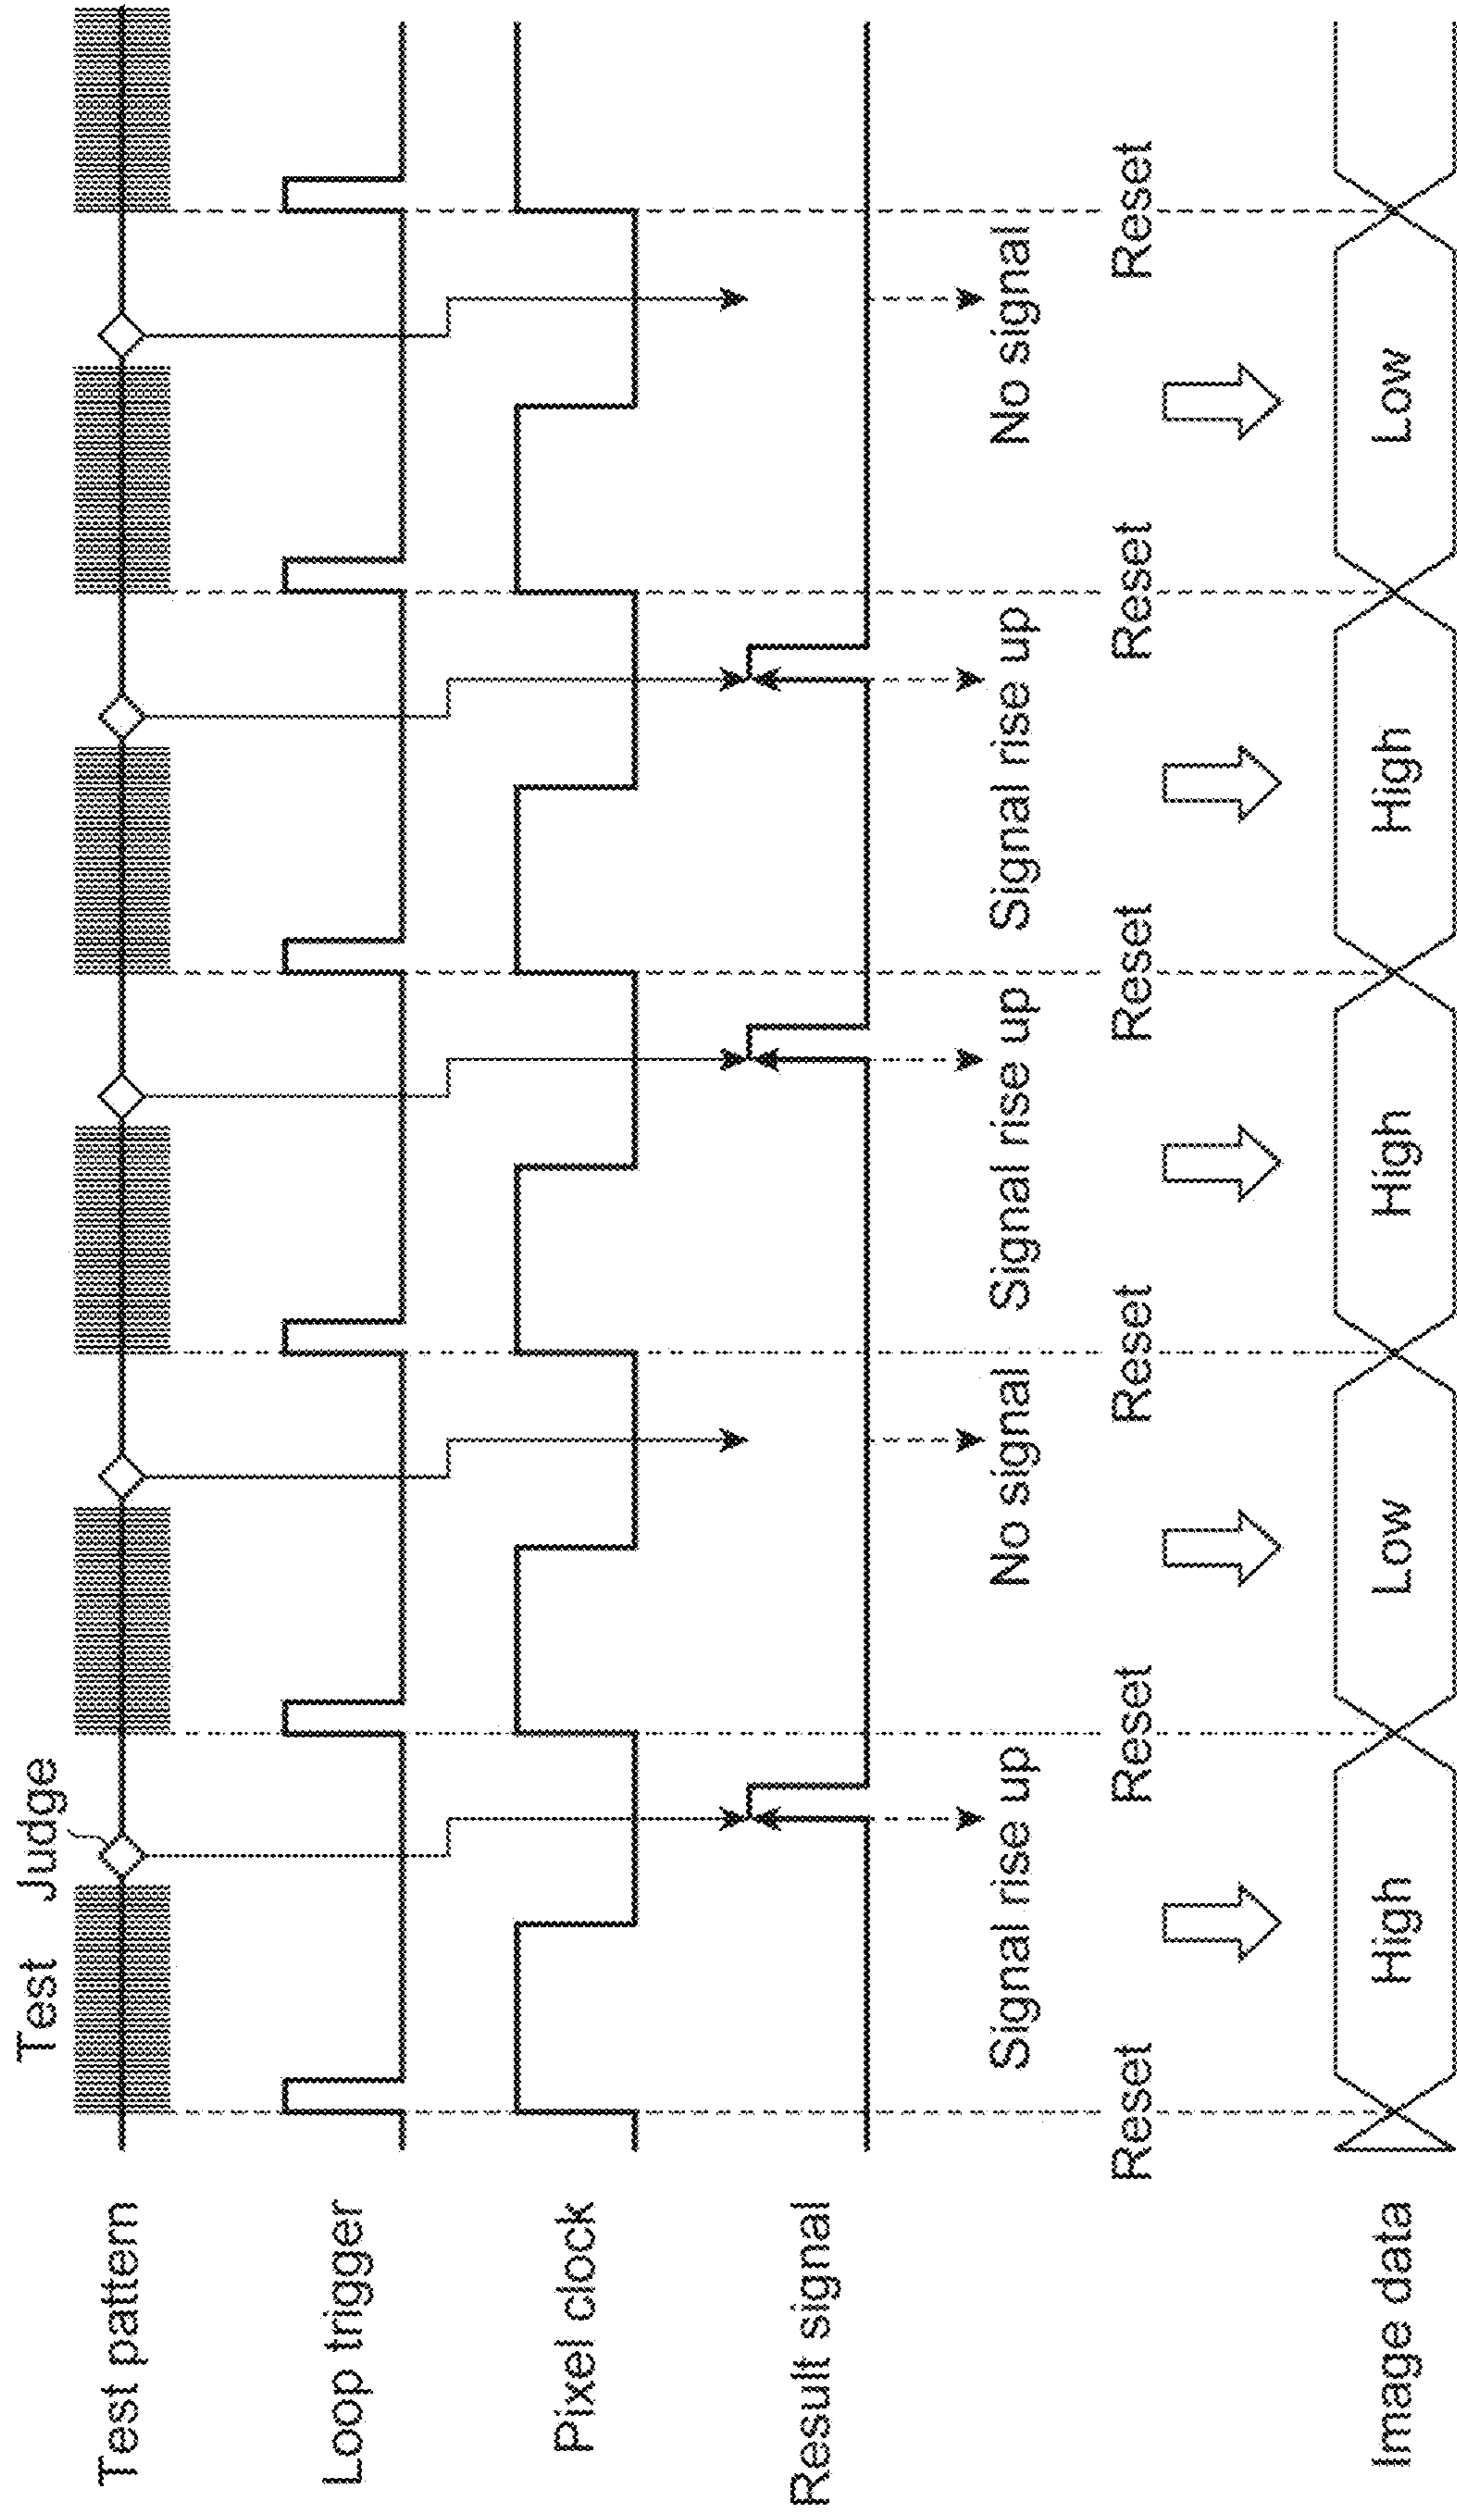 Test Judge
Test pattern
Loop trigger
Pixel clock
Result signal
Signal rise up
No signal
Signal rise up
Signal rise up
No signal
Reset
Reset
Reset
Reset
Reset
Reset
Image data
High
Low
High
High
Low